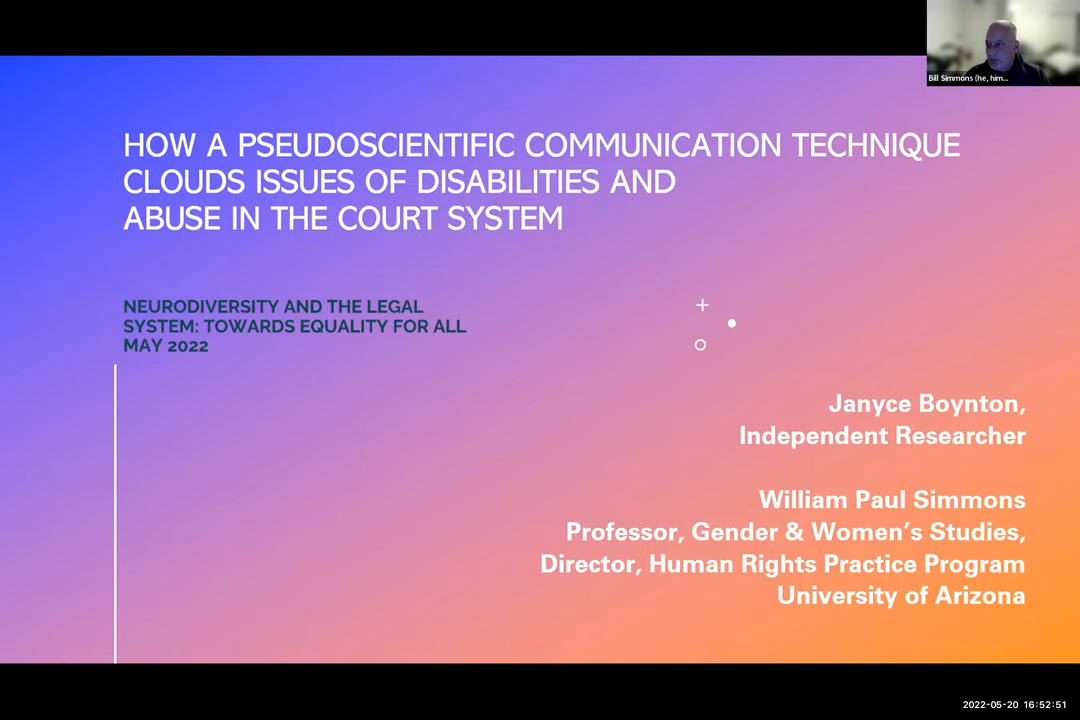 Bill Simmons (he, him...
HOW A PSEUDOSCIENTIFIC COMMUNICATION TECHNIQUE
CLOUDS ISSUES OF DISABILITIES AND
ABUSE IN THE COURT SYSTEM
NEURODIVERSITY AND THE LEGAL
SYSTEM: TOWARDS EQUALITY FOR ALL
MAY 2022
Janyce Boynton,
Independent Researcher
William Paul Simmons
Professor, Gender & Women’s Studies,
Director, Human Rights Practice Program
University of Arizona
2022-05-20 16:52:51